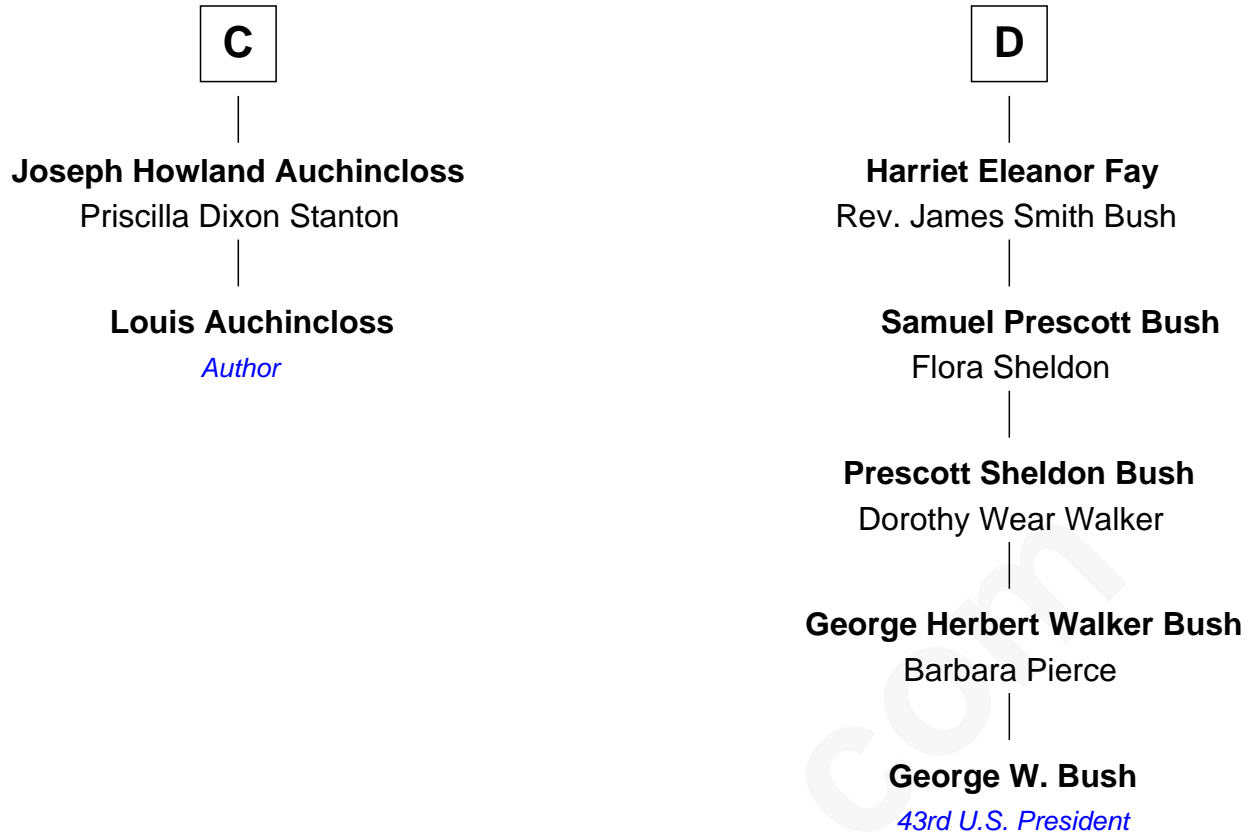 C
Joseph Howland Auchincloss
Priscilla Dixon Stanton
Louis Auchincloss
Author
D
Harriet Eleanor Fay
Rev. James Smith Bush
Samuel Prescott Bush
Flora Sheldon
Prescott Sheldon Bush
Dorothy Wear Walker
George Herbert Walker Bush
Barbara Pierce
George W. Bush
43rd U.S. President
com